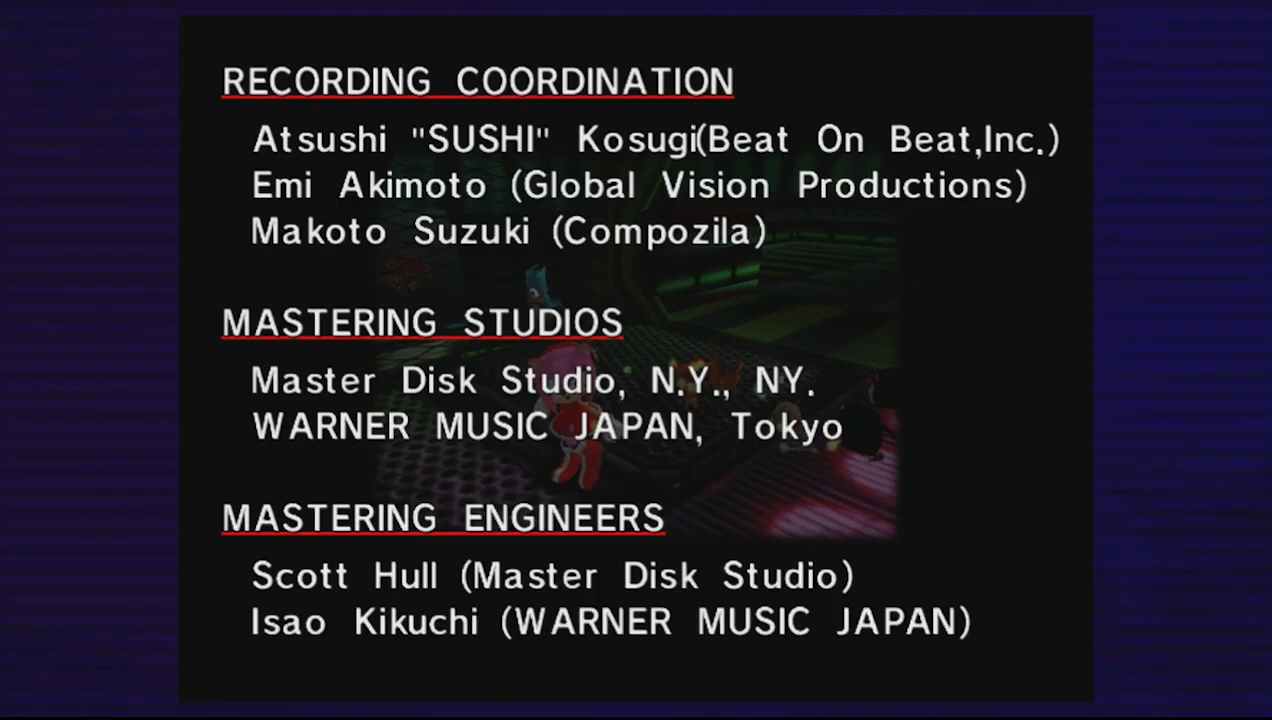 RECORDING COORDINATION
Atsushi "SUSHI" Kosugi(Beat On Beat,Inc.)
Emi Akimoto (Global Vision Productions)
Makoto Suzuki (Compozila)
MASTERING STUDIOS
Master Disk Studio, N.Y., NY.
WARNER MUSIC JAPAN, Tokyo
MASTERING ENGINEERS
Scott Hull (Master Disk Studio)
Isao Kikuchi (WARNER MUSIC JAPAN)